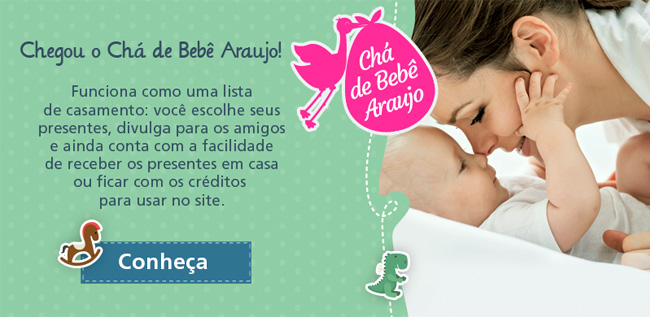 Chegou o Chá de Bebê Araujo!
Funciona como uma lista
de casamento: você escolhe seus
presentes, divulga para os amigos
e ainda conta com a facilidade
de receber os presentes em casa
ou ficar com os créditos
para usar no site.
Conheça
Chá
de Bebê
Araujo